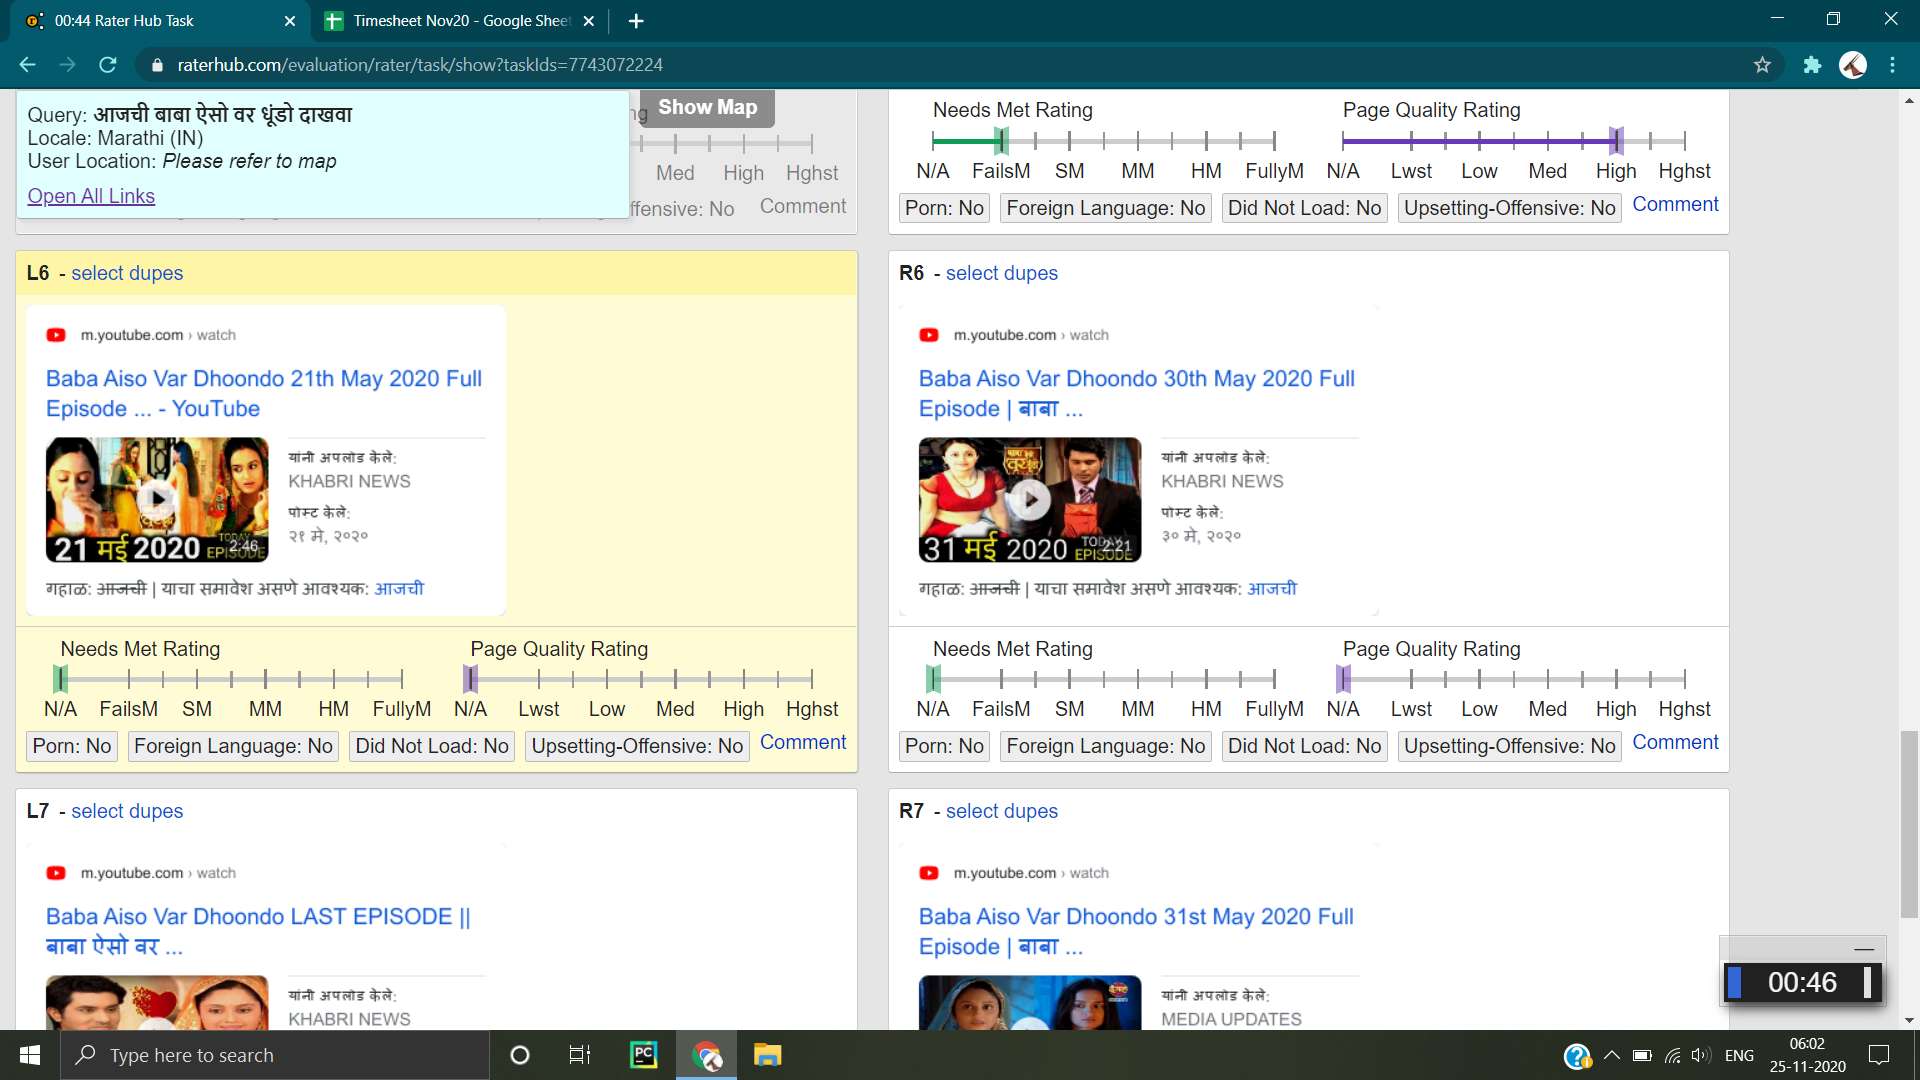 00:44 Rater Hub Task
Timesheet Nov20 - Google Sheet
raterhub.com/evaluation/rater/task/show?taskIds=7743072224
Query: आजची बाबा ऐसो वर धूंडो दाखवा
Locale: Marathi (IN)
User Location: Please refer to map
Open All Links
Show Map
ng
Med High Hghst
ffensive: No Comment
Needs Met Rating Page Quality Rating
N/A FailsM SM MM HM FullyM N/A Lwst Low Med High Hghst
Porn: No Foreign Language: No Did Not Load: No Upsetting-Offensive: No Comment
L6 - select dupes
m.youtube.com › watch
Baba Aiso Var Dhoondo 21th May 2020 Full
Episode ... - YouTube
यांनी अपलोड केले:
KHABRI NEWS
पोस्ट केले:
२१ मे, २०२०
21 मई 2020 TODAY EPISODE
2:46
गहाळ: आजची | याचा समावेश असणे आवश्यक: आजची
Needs Met Rating Page Quality Rating
N/A FailsM SM MM HM FullyM N/A Lwst Low Med High Hghst
Porn: No Foreign Language: No Did Not Load: No Upsetting-Offensive: No Comment
R6 - select dupes
m.youtube.com › watch
Baba Aiso Var Dhoondo 30th May 2020 Full
Episode | बाबा ...
यांनी अपलोड केले:
KHABRI NEWS
पोस्ट केले:
३० मे, २०२०
31 मई 2020 TODAY EPISODE
2:21
गहाळ: आजची | याचा समावेश असणे आवश्यक: आजची
Needs Met Rating Page Quality Rating
N/A FailsM SM MM HM FullyM N/A Lwst Low Med High Hghst
Porn: No Foreign Language: No Did Not Load: No Upsetting-Offensive: No Comment
L7 - select dupes
m.youtube.com › watch
Baba Aiso Var Dhoondo LAST EPISODE ||
बाबा ऐसो वर ...
यांनी अपलोड केले:
KHABRI NEWS
R7 - select dupes
m.youtube.com › watch
Baba Aiso Var Dhoondo 31st May 2020 Full
Episode | बाबा ...
यांनी अपलोड केले:
MEDIA UPDATES
00:46
Type here to search
PC
ENG
06:02
25-11-2020